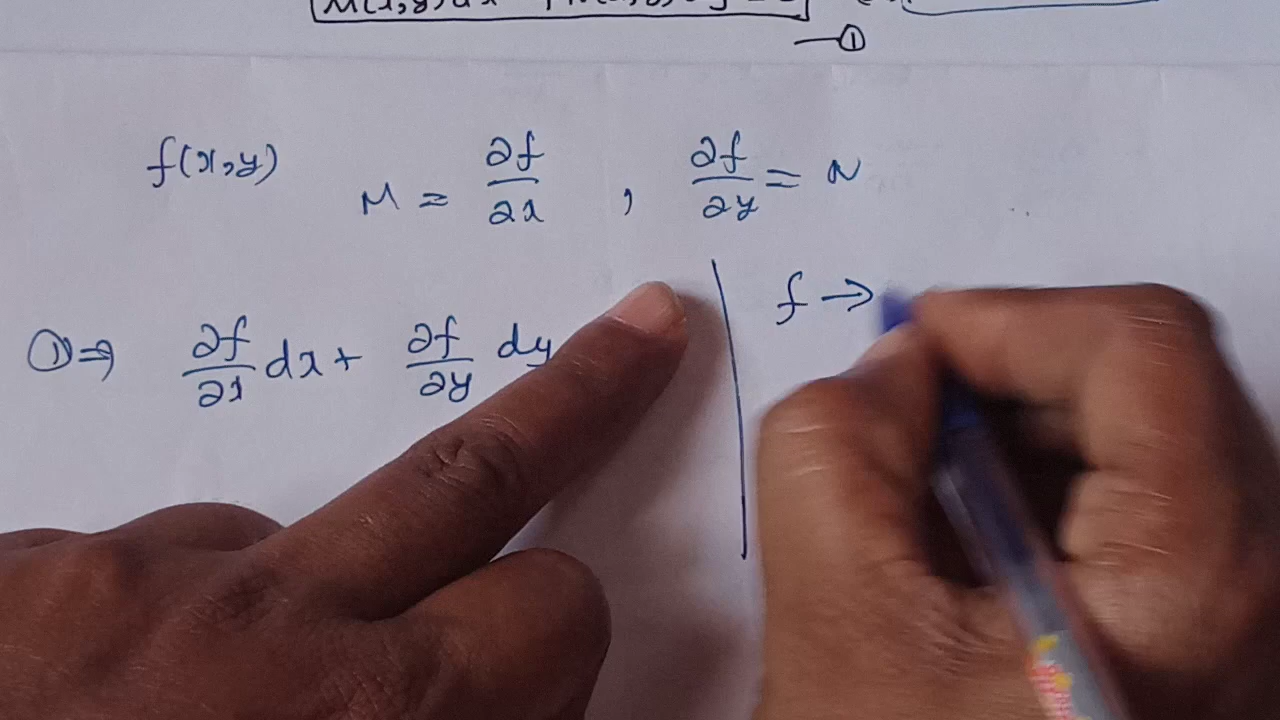 ①
f(x,y) M = ∂f/∂x , ∂f/∂y = N
①⇒ ∂f/∂x dx + ∂f/∂y dy
f →